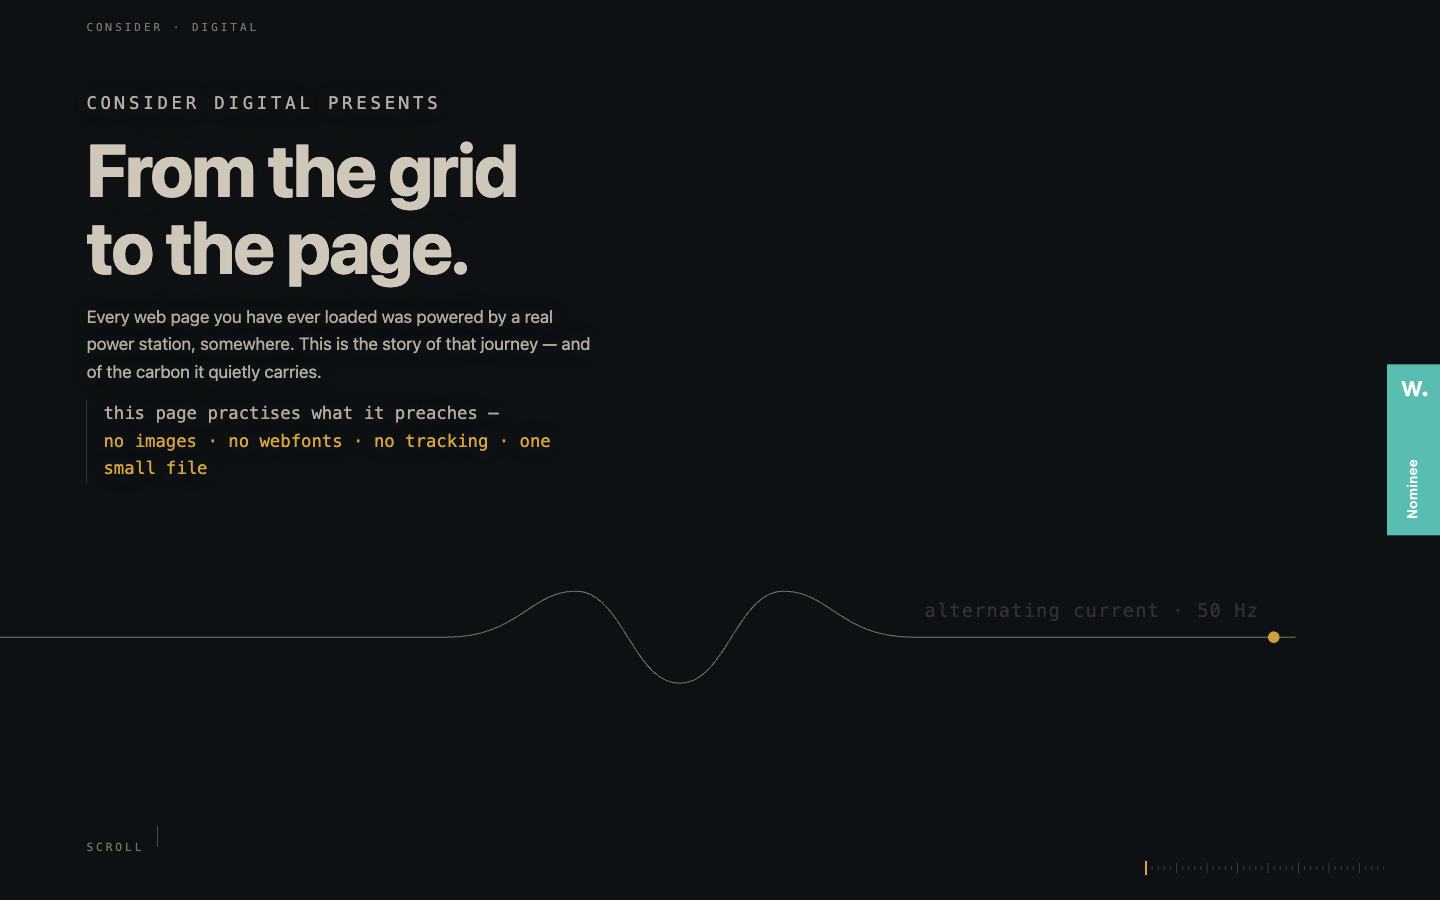 CONSIDER · DIGITAL
CONSIDER DIGITAL PRESENTS
From the grid
to the page.
Every web page you have ever loaded was powered by a real
power station, somewhere. This is the story of that journey — and
of the carbon it quietly carries.
this page practises what it preaches —
no images · no webfonts · no tracking · one
small file
W.
Nominee
alternating current · 50 Hz
SCROLL